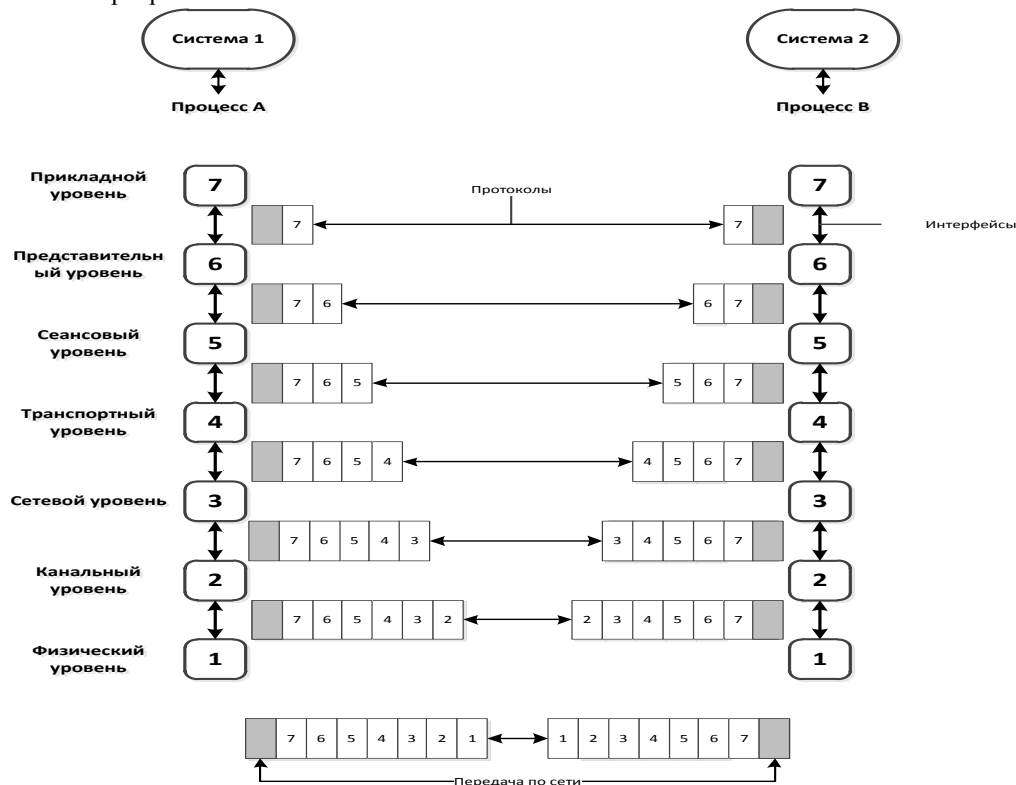 Система 1
Система 2
Процесс А
Процесс В
Прикладной
уровень
7
7
Протоколы
7
7
Интерфейсы
Представительн
ый уровень
6
6
7 6
6 7
Сеансовый
уровень
5
5
7 6 5
5 6 7
Транспортный
уровень
4
4
7 6 5 4
4 5 6 7
Сетевой уровень
3
3
7 6 5 4 3
3 4 5 6 7
Канальный
уровень
2
2
7 6 5 4 3 2
2 3 4 5 6 7
Физический
уровень
1
1
7 6 5 4 3 2 1
1 2 3 4 5 6 7
Передача по сети